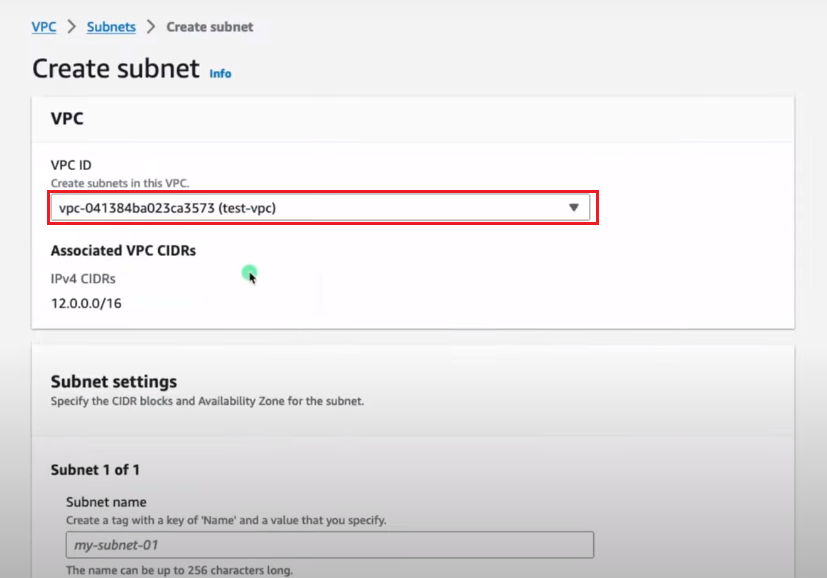 VPC > Subnets > Create subnet
Create subnet Info
VPC
VPC ID
Create subnets in this VPC.
vpc-041384ba023ca3573 (test-vpc)
Associated VPC CIDRs
IPv4 CIDRs
12.0.0.0/16
Subnet settings
Specify the CIDR blocks and Availability Zone for the subnet.
Subnet 1 of 1
Subnet name
Create a tag with a key of 'Name' and a value that you specify.
my-subnet-01
The name can be up to 256 characters long.